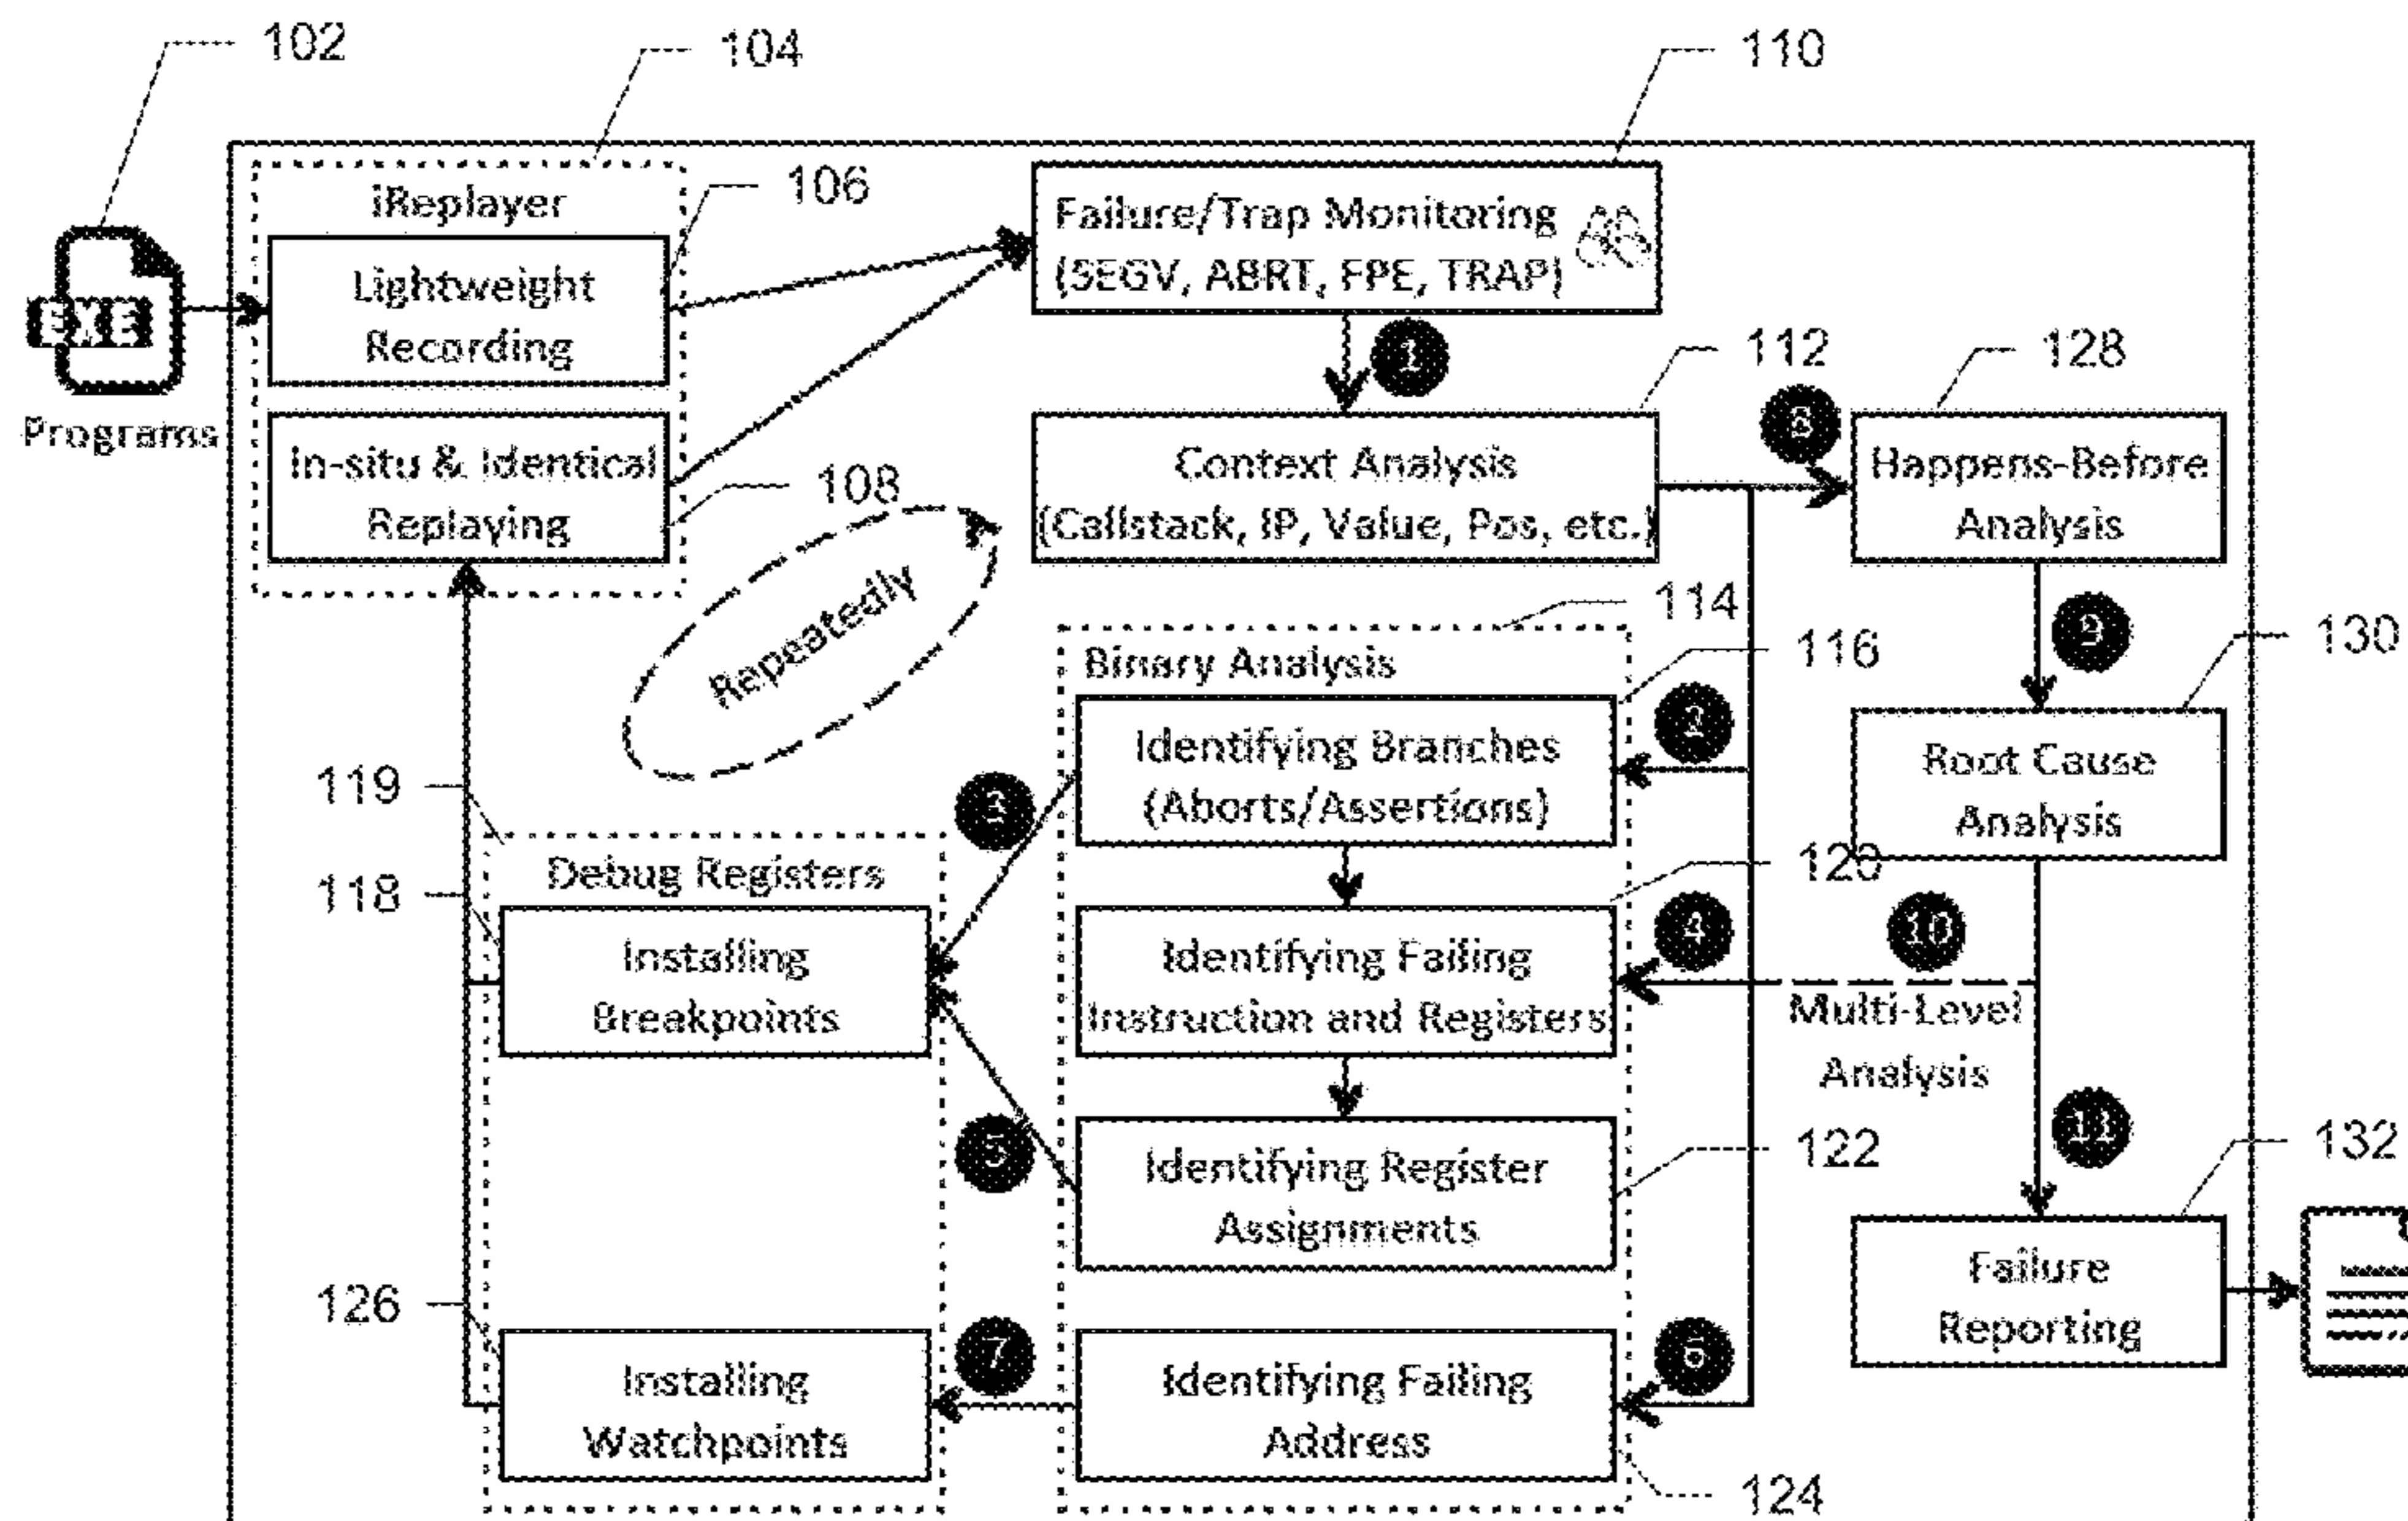 102
104
110
iReplayer
106
Failure/Trap Monitoring
(SEGV, ABRT, FPE, TRAP)
Lightweight
Recording
EXE
Programs
1
112
128
8
In-situ & Identical
Replaying
108
Context Analysis
(Callstack, IP, Value, Pos, etc.)
Happens-Before
Analysis
Repeatedly
114
9
130
Binary Analysis
116
2
Identifying Branches
(Aborts/Assertions)
Root Cause
Analysis
119
3
118
Debug Registers
120
4
10
Installing
Breakpoints
Identifying Failing
Instruction and Registers
Multi-Level
Analysis
5
11
Identifying Register
Assignments
122
132
126
7
6
Failure
Reporting
Installing
Watchpoints
Identifying Failing
Address
124